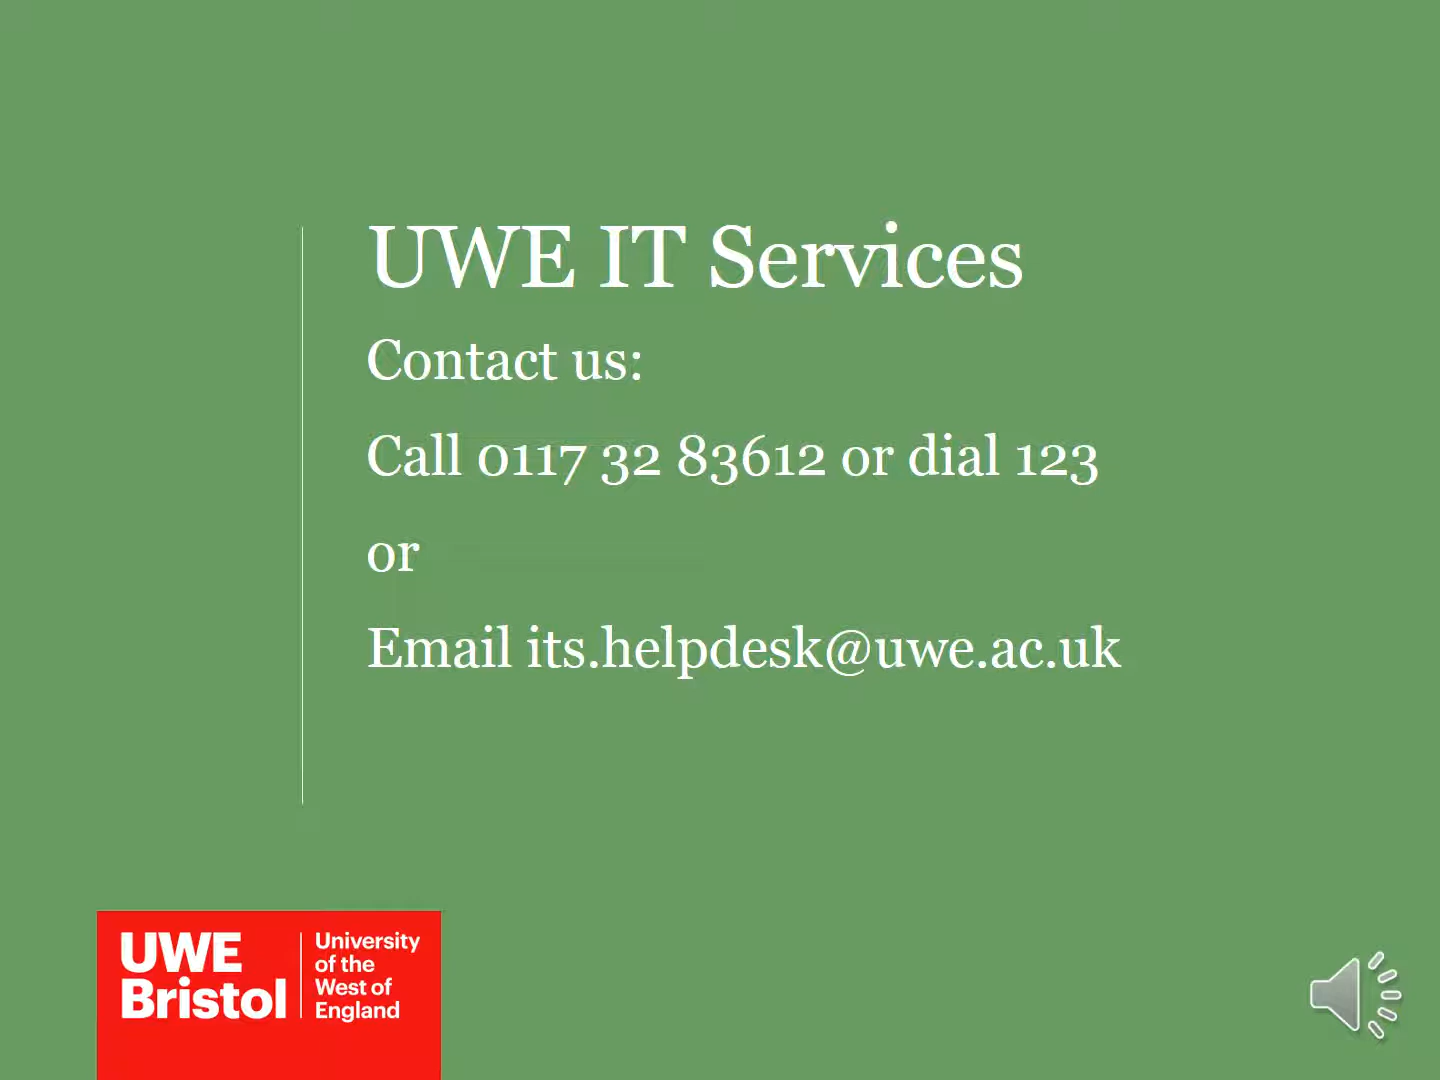 UWE IT Services
Contact us:
Call 0117 32 83612 or dial 123
or
Email its.helpdesk@uwe.ac.uk
UWE
Bristol
University
of the
West of
England